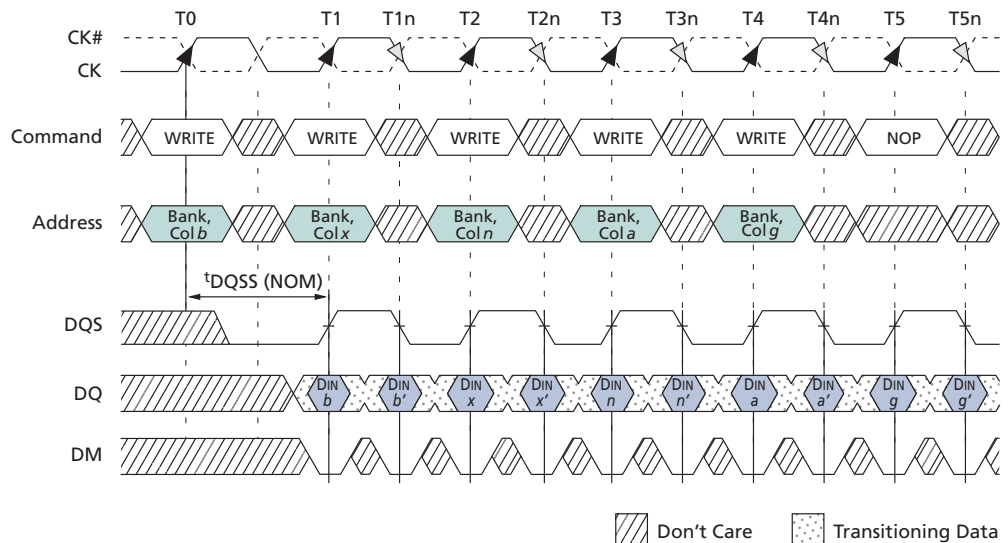 T0 T1 T1n T2 T2n T3 T3n T4 T4n T5 T5n
CK#
CK
Command WRITE WRITE WRITE WRITE WRITE NOP
Address Bank, Col b Bank, Col x Bank, Col n Bank, Col a Bank, Col g
tDQSS (NOM)
DQS
DQ DIN b DIN b' DIN x DIN x' DIN n DIN n' DIN a DIN a' DIN g DIN g'
DM
Don't Care Transitioning Data